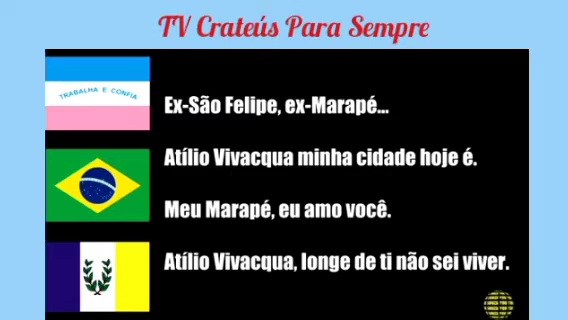 TV Crateús Para Sempre
TRABALHA E CONFIA
Ex-São Felipe, ex-Marapé...
Atílio Vivacqua minha cidade hoje é.
Meu Marapé, eu amo você.
Atílio Vivacqua, longe de ti não sei viver.